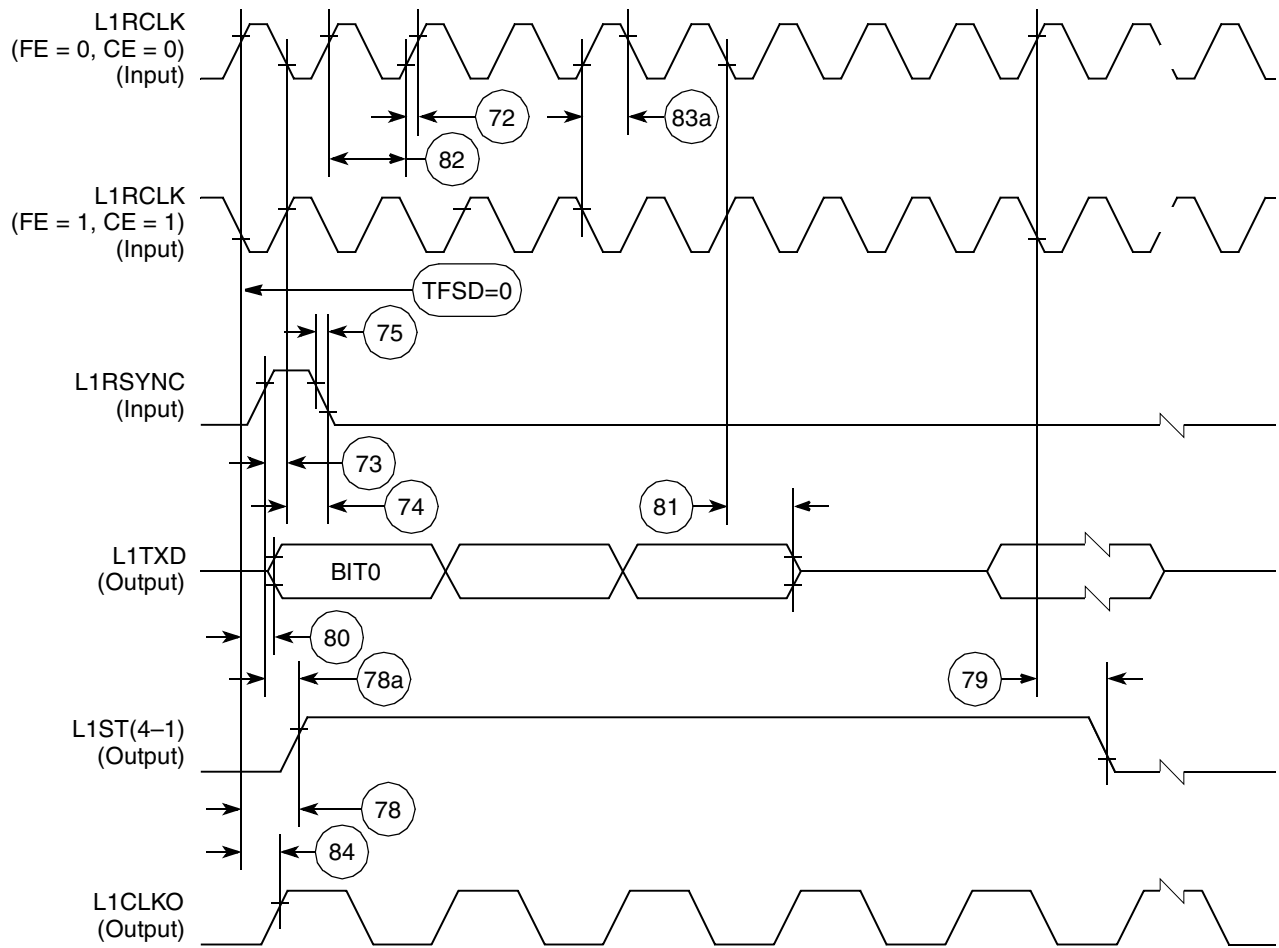 L1RCLK
(FE = 0, CE = 0)
(Input)
72
83a
82
L1RCLK
(FE = 1, CE = 1)
(Input)
TFSD=0
75
L1RSYNC
(Input)
73
74
81
L1TXD
(Output)
BIT0
80
78a
79
L1ST(4–1)
(Output)
78
84
L1CLKO
(Output)